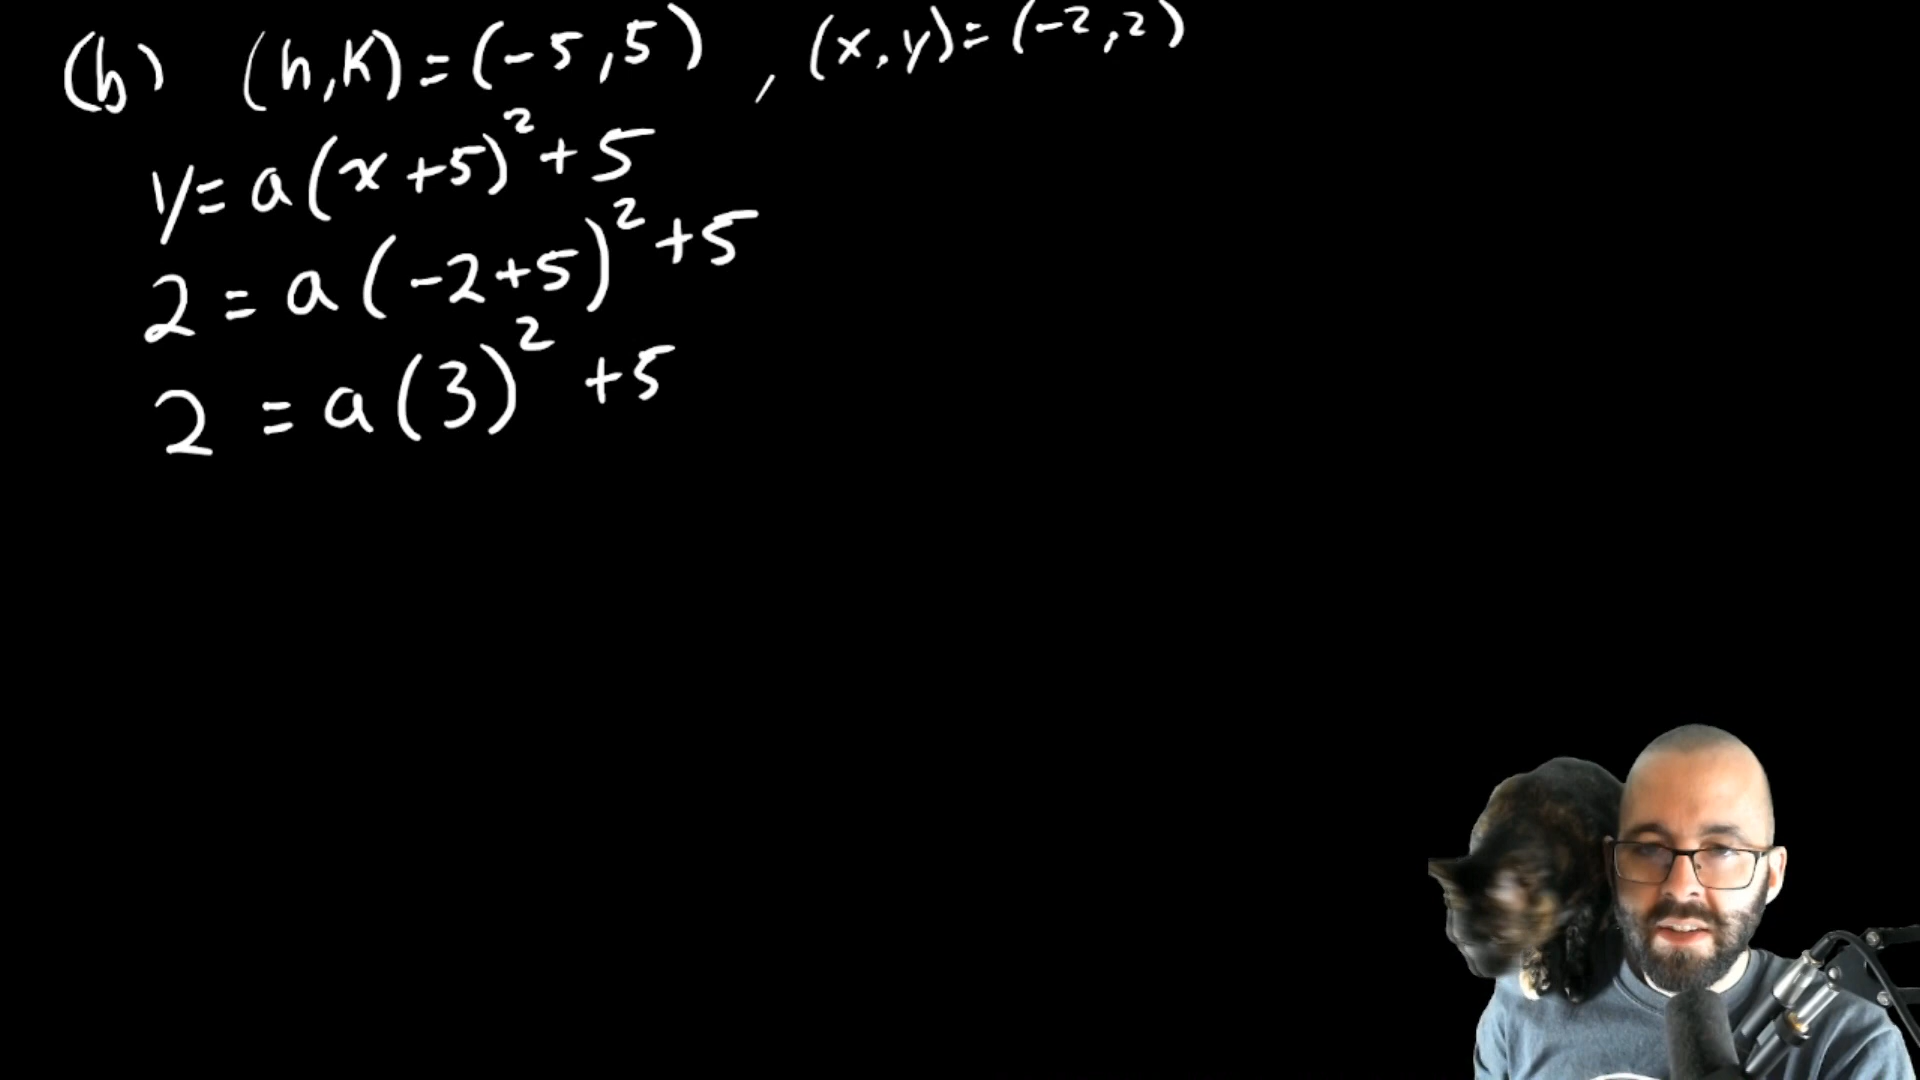 (b) (h,k) = (-5,5) , (x,y) = (-2,2)
y = a(x+5)² + 5
2 = a(-2+5)² + 5
2 = a(3)² + 5